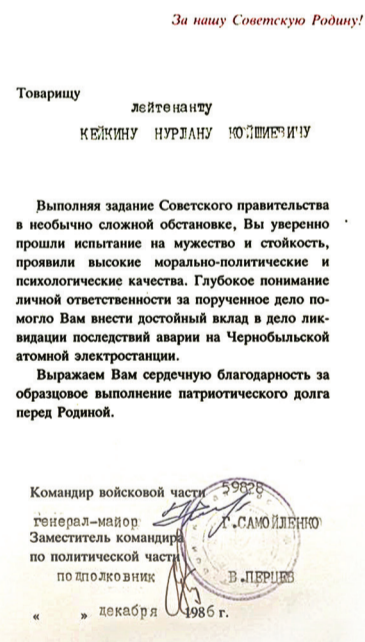 За нашу Советскую Родину!
Товарищу
лейтенанту
КЕЙКИНУ НУРЛАНУ КОЙШИЕВИЧУ
Выполняя задание Советского правительства
в необычно сложной обстановке, Вы уверенно
прошли испытание на мужество и стойкость,
проявили высокие морально-политические и
психологические качества. Глубокое понимание
личной ответственности за порученное дело по-
могло Вам внести достойный вклад в дело лик-
видации последствий аварии на Чернобыльской
атомной электростанции.
Выражаем Вам сердечную благодарность за
образцовое выполнение патриотического долга
перед Родиной.
Командир войсковой части 59828
генерал-майор Г.САМОЙЛЕНКО
Заместитель командира
по политической части
подполковник В.ПЕРЦЕВ
« » декабря 1986 г.